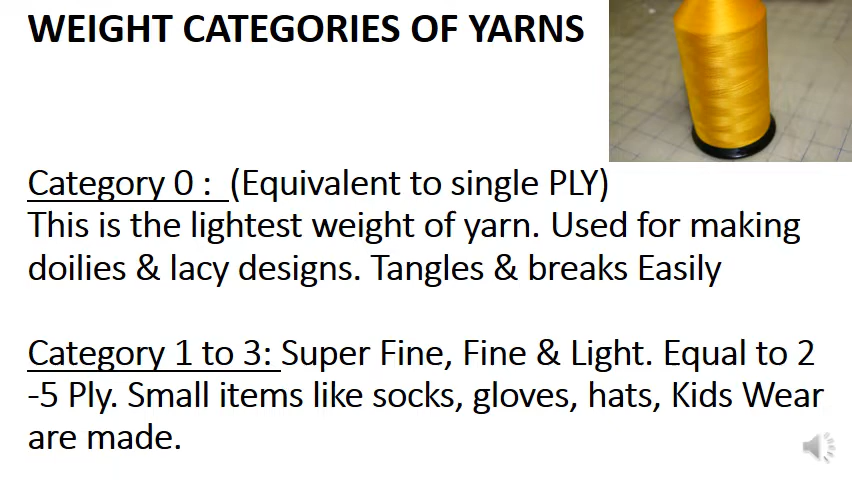 WEIGHT CATEGORIES OF YARNS
Category 0 : (Equivalent to single PLY)
This is the lightest weight of yarn. Used for making
doilies & lacy designs. Tangles & breaks Easily
Category 1 to 3: Super Fine, Fine & Light. Equal to 2
-5 Ply. Small items like socks, gloves, hats, Kids Wear
are made.